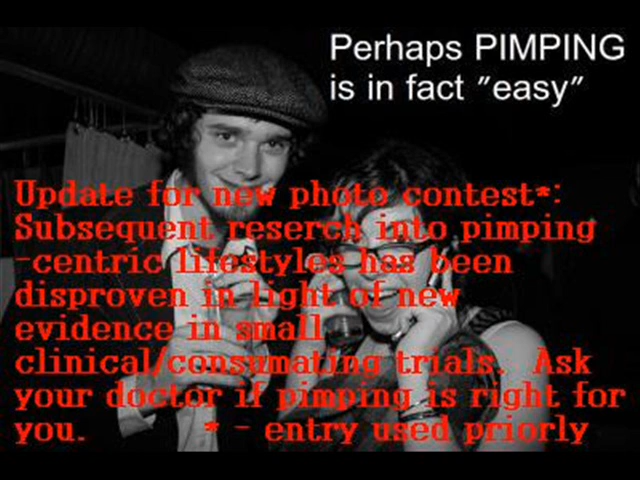 Perhaps PIMPING
is in fact "easy"
Update for new photo contest*:
Subsequent reserch into pimping
-centric lifestyles has been
disproven in light of new
evidence in small
clinical/consumating trials. Ask
your doctor if pimping is right for
you. * - entry used priorly